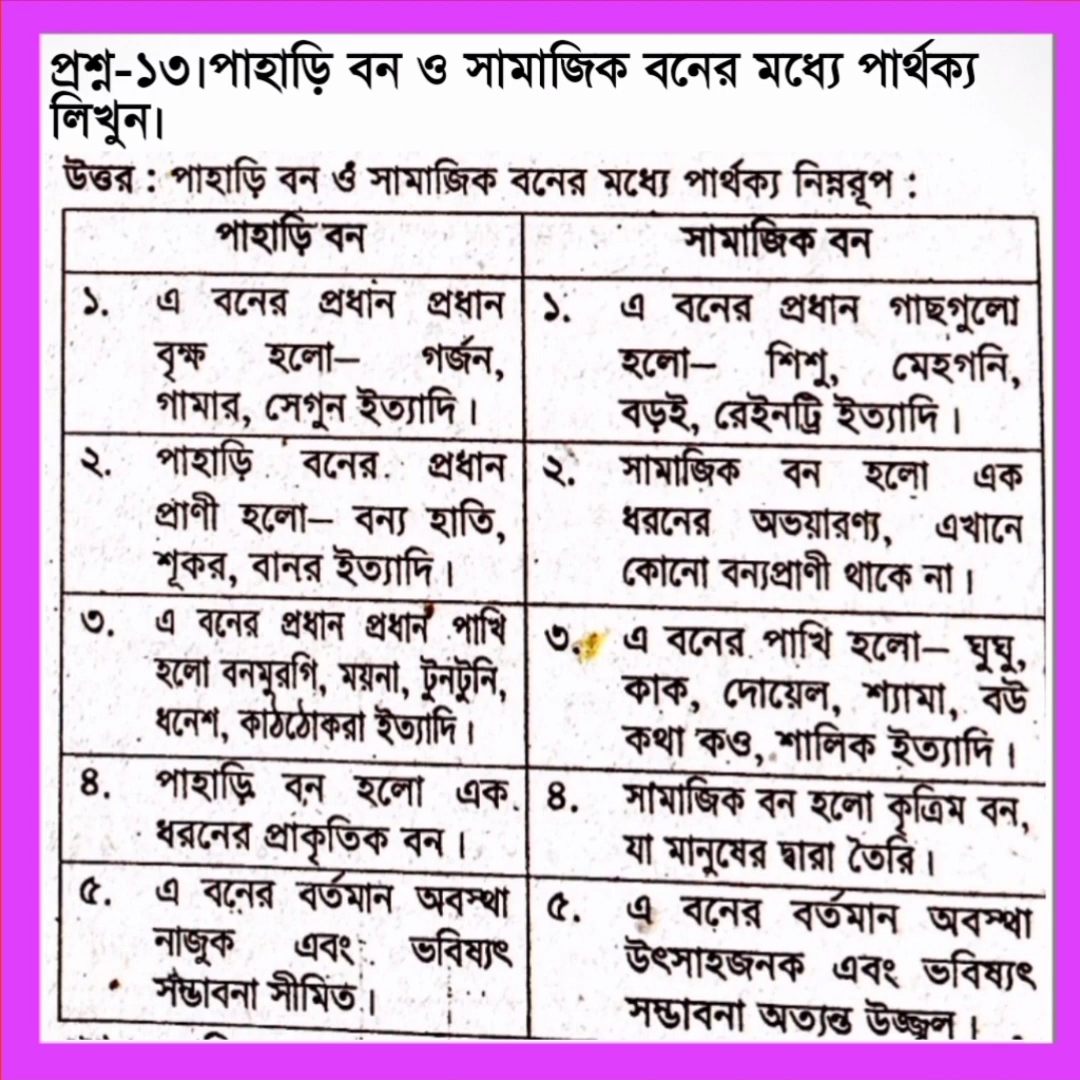 প্রশ্ন-১৩।পাহাড়ি বন ও সামাজিক বনের মধ্যে পার্থক্য
লিখুন।
উত্তর : পাহাড়ি বন ও সামাজিক বনের মধ্যে পার্থক্য নিম্নরূপ :
পাহাড়ি বন
১. এ বনের প্রধান প্রধান
বৃক্ষ হলো– গর্জন,
গামার, সেগুন ইত্যাদি।
২. পাহাড়ি বনের প্রধান
প্রাণী হলো– বন্য হাতি,
শূকর, বানর ইত্যাদি।
৩. এ বনের প্রধান প্রধান পাখি
হলো বনমুরগি, ময়না, টুনটুনি,
ধনেশ, কাঠঠোকরা ইত্যাদি।
৪. পাহাড়ি বন হলো এক
ধরনের প্রাকৃতিক বন।
৫. এ বনের বর্তমান অবস্থা
নাজুক এবং ভবিষ্যৎ
সম্ভাবনা সীমিত।
সামাজিক বন
১. এ বনের প্রধান গাছগুলো
হলো– শিশু, মেহগনি,
বড়ই, রেইনট্রি ইত্যাদি।
২. সামাজিক বন হলো এক
ধরনের অভয়ারণ্য, এখানে
কোনো বন্যপ্রাণী থাকে না।
৩. এ বনের পাখি হলো– ঘুঘু,
কাক, দোয়েল, শ্যামা, বউ
কথা কও, শালিক ইত্যাদি।
৪. সামাজিক বন হলো কৃত্রিম বন,
যা মানুষের দ্বারা তৈরি।
৫. এ বনের বর্তমান অবস্থা
উৎসাহজনক এবং ভবিষ্যৎ
সম্ভাবনা অত্যন্ত উজ্জ্বল।